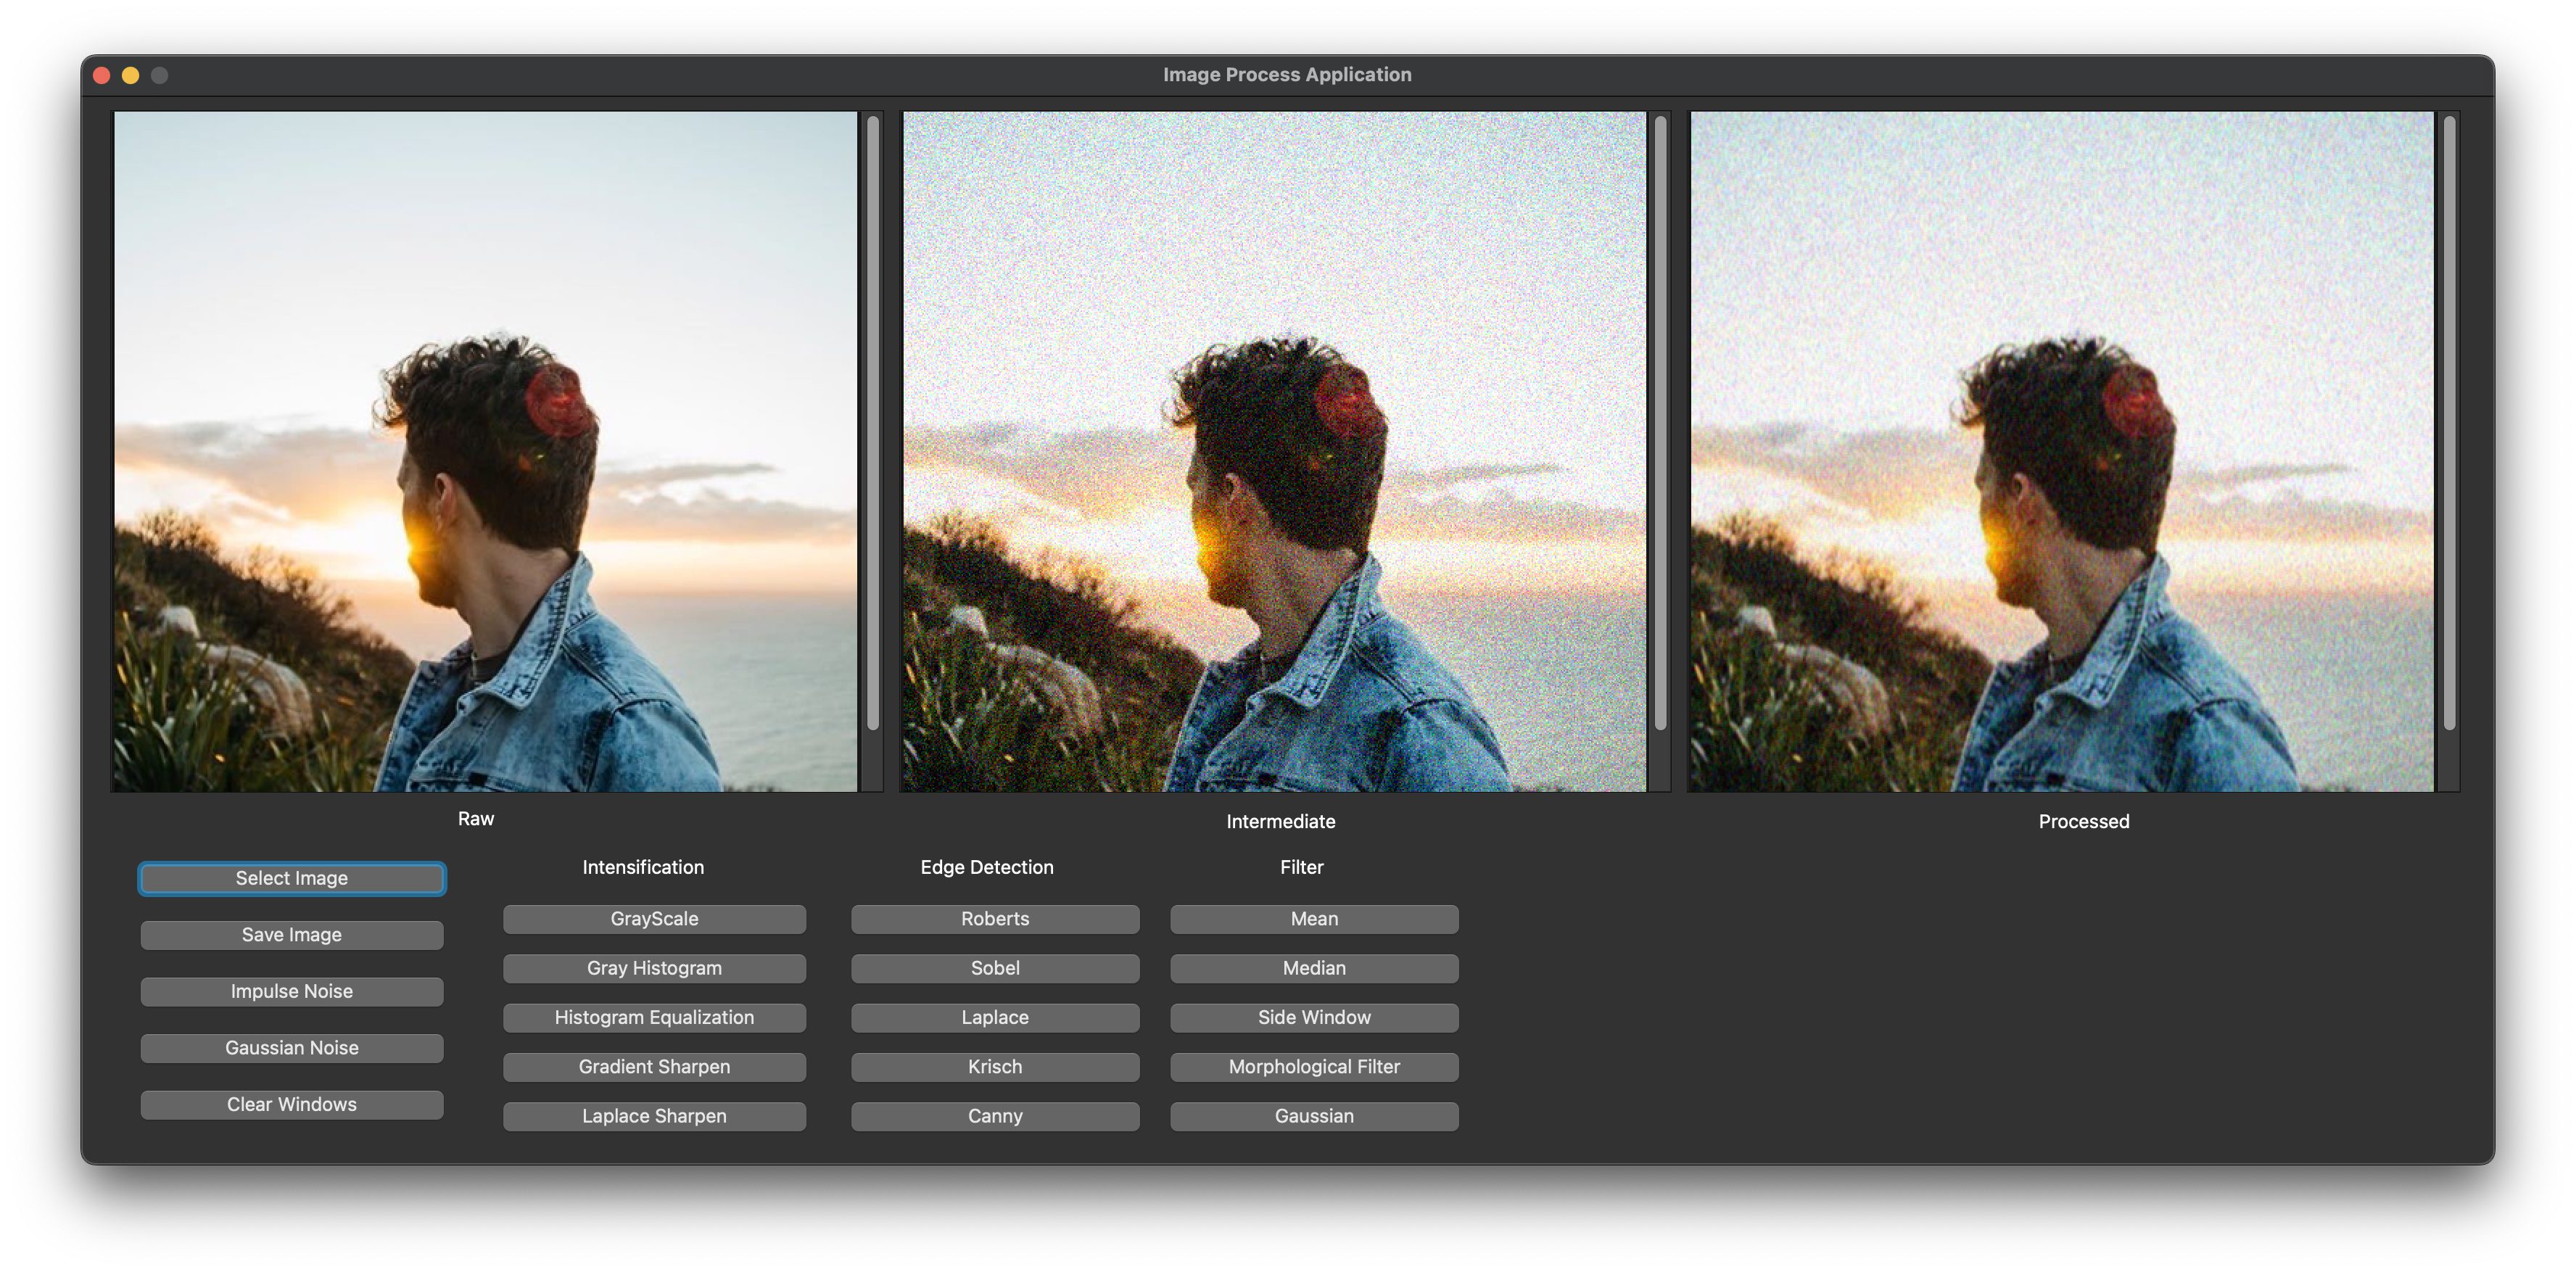 Image Process Application
Raw
Intermediate
Processed
Select Image
Save Image
Impulse Noise
Gaussian Noise
Clear Windows
Intensification
GrayScale
Gray Histogram
Histogram Equalization
Gradient Sharpen
Laplace Sharpen
Edge Detection
Roberts
Sobel
Laplace
Krisch
Canny
Filter
Mean
Median
Side Window
Morphological Filter
Gaussian